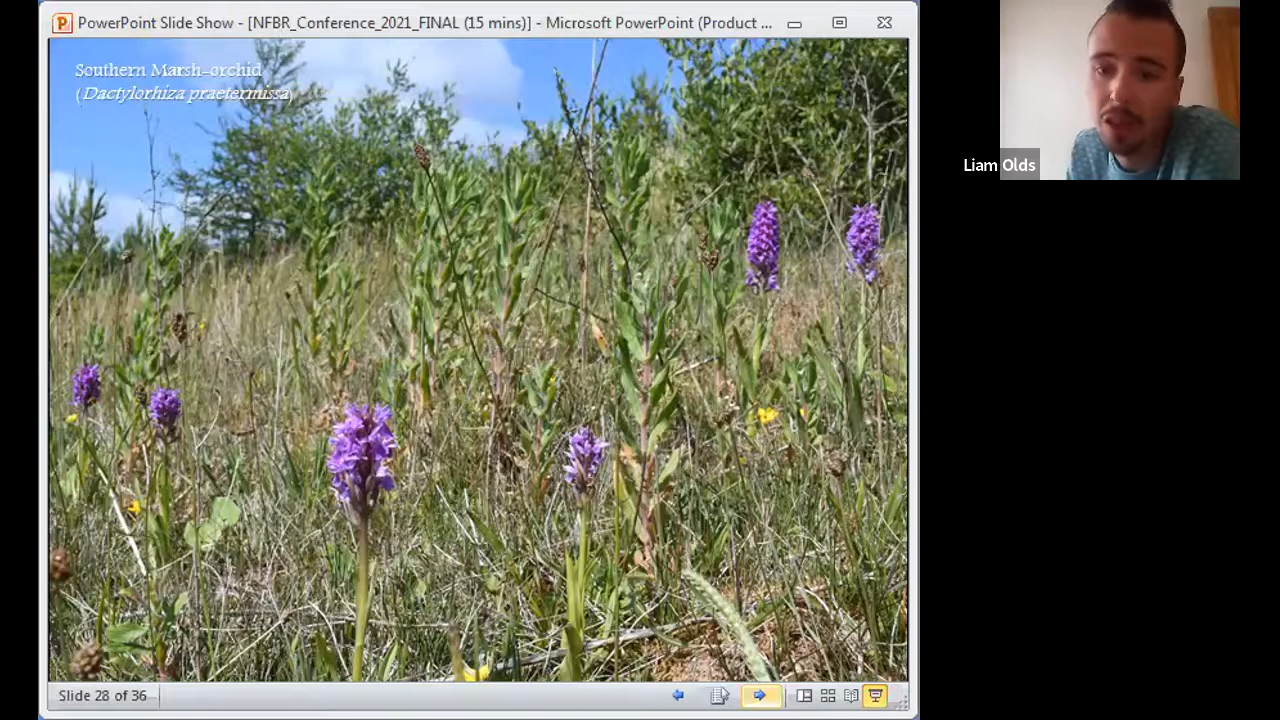 PowerPoint Slide Show - [NFBR_Conference_2021_FINAL (15 mins)] - Microsoft PowerPoint (Product ...
Southern Marsh-orchid
(Dactylorhiza praetermissa)
Liam Olds
Slide 28 of 36